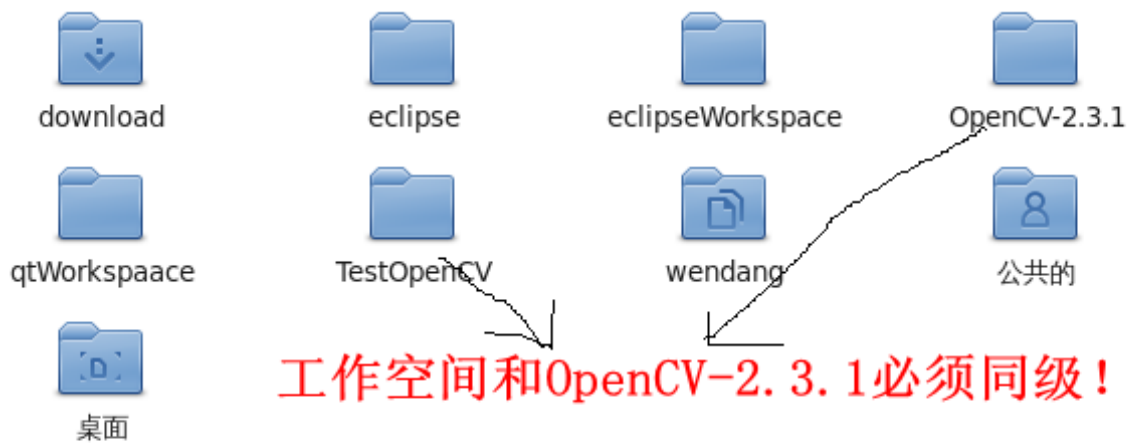 download eclipse eclipseWorkspace OpenCV-2.3.1
qtWorkspaace TestOpenCV wendang 公共的
工作空间和OpenCV-2.3.1必须同级！
桌面